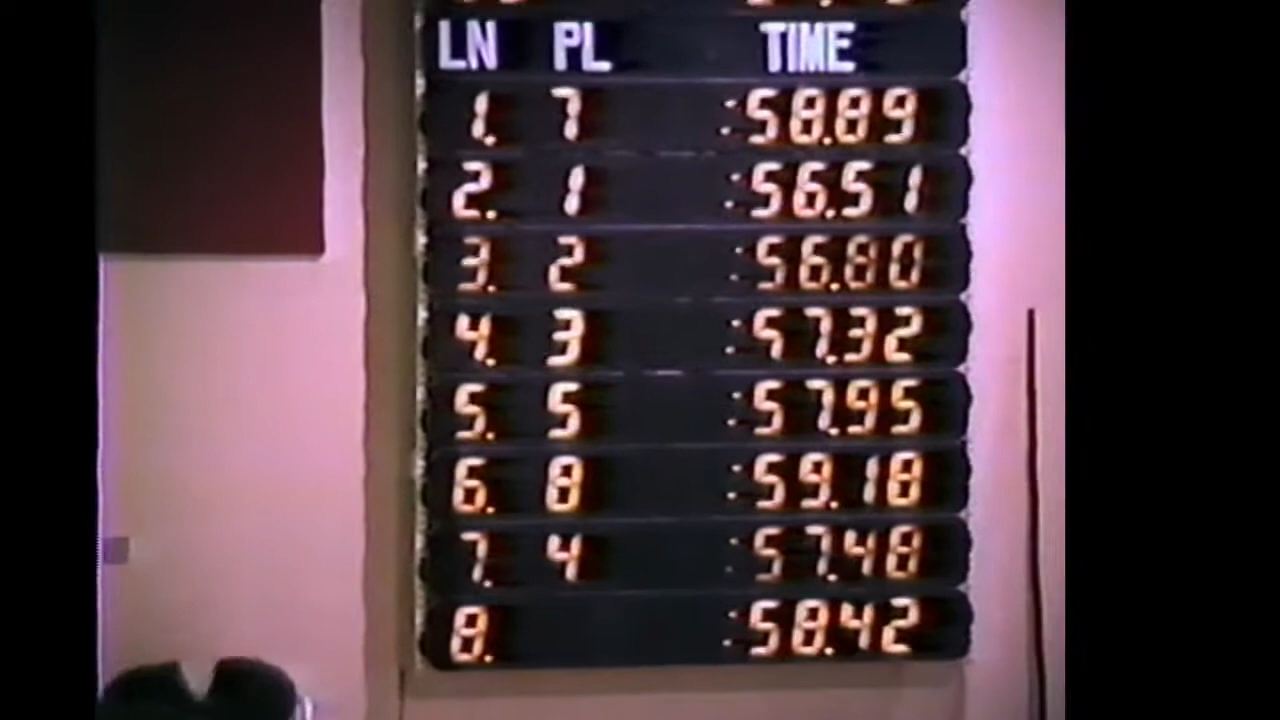 LN PL TIME
1. 7 :58.89
2. 1 :56.51
3. 2 :56.80
4. 3 :57.32
5. 5 :57.95
6. 8 :59.18
7. 4 :57.48
8. :58.42